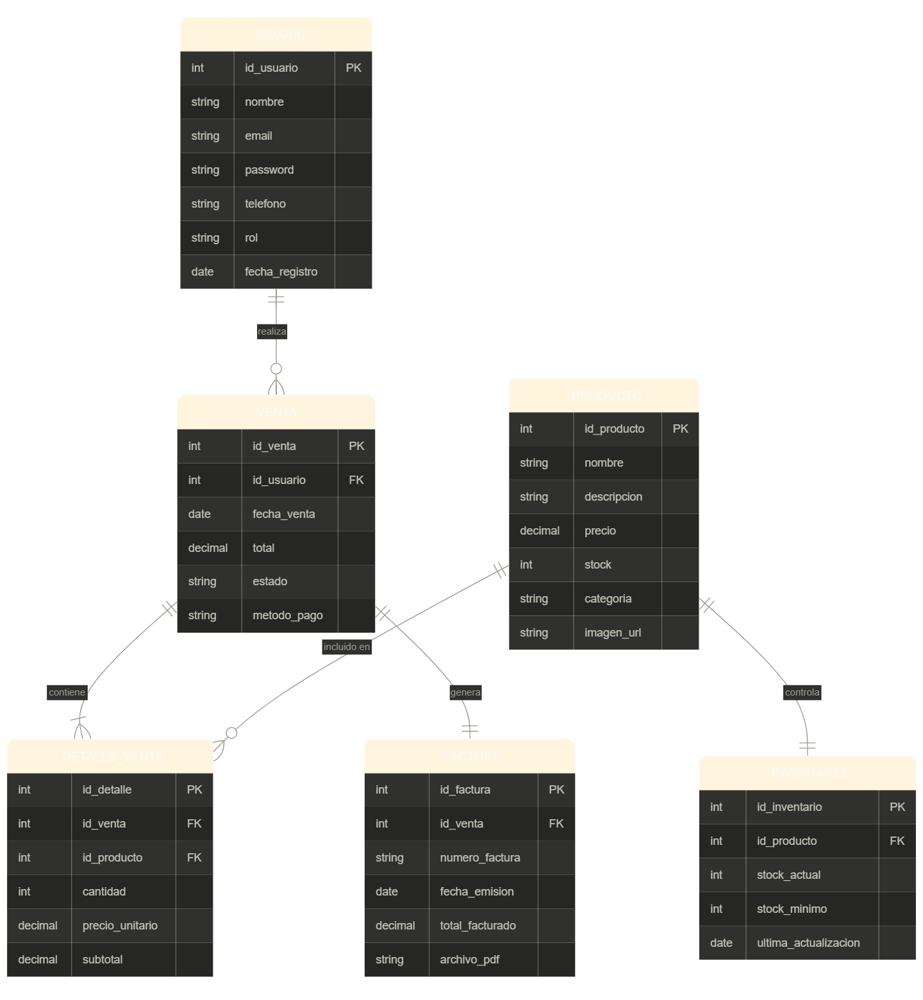 USUARIO
int id_usuario PK
string nombre
string email
string password
string telefono
string rol
date fecha_registro
realiza
VENTA
int id_venta PK
int id_usuario FK
date fecha_venta
decimal total
string estado
string metodo_pago
PRODUCTO
int id_producto PK
string nombre
string descripcion
decimal precio
int stock
string categoria
string imagen_url
incluido en
contiene
genera
controla
DETALLE_VENTA
int id_detalle PK
int id_venta FK
int id_producto FK
int cantidad
decimal precio_unitario
decimal subtotal
FACTURA
int id_factura PK
int id_venta FK
string numero_factura
date fecha_emision
decimal total_facturado
string archivo_pdf
INVENTARIO
int id_inventario PK
int id_producto FK
int stock_actual
int stock_minimo
date ultima_actualizacion